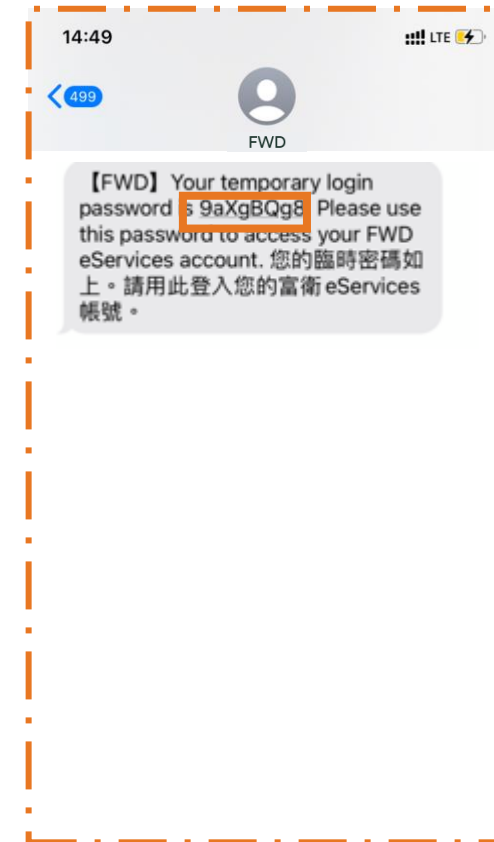 14:49
LTE
499
FWD
【FWD】Your temporary login
password is 9aXgBQg8. Please use
this password to access your FWD
eServices account. 您的臨時密碼如
上。請用此登入您的富衛 eServices
帳號。